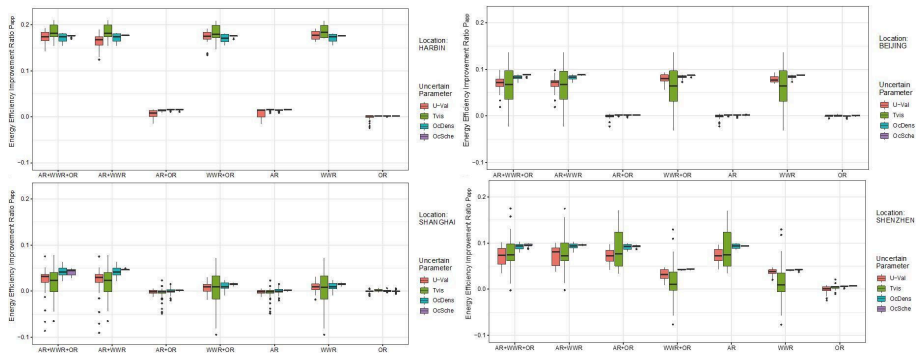 Energy Efficiency Improvement Ratio Papp
0.2
0.1
0.0
−0.1
AR+WWR+OR
AR+WWR
AR+OR
WWR+OR
AR
WWR
OR
Location:
HARBIN
Uncertain
Parameter
U-Val
Tvis
OcDens
OcSche
Energy Efficiency Improvement Ratio Papp
0.2
0.1
0.0
−0.1
AR+WWR+OR
AR+WWR
AR+OR
WWR+OR
AR
WWR
OR
Location:
BEIJING
Uncertain
Parameter
U-Val
Tvis
OcDens
OcSche
Energy Efficiency Improvement Ratio Papp
0.2
0.1
0.0
−0.1
AR+WWR+OR
AR+WWR
AR+OR
WWR+OR
AR
WWR
OR
Location:
SHANGHAI
Uncertain
Parameter
U-Val
Tvis
OcDens
OcSche
Energy Efficiency Improvement Ratio Papp
0.2
0.1
0.0
−0.1
AR+WWR+OR
AR+WWR
AR+OR
WWR+OR
AR
WWR
OR
Location:
SHENZHEN
Uncertain
Parameter
U-Val
Tvis
OcDens
OcSche